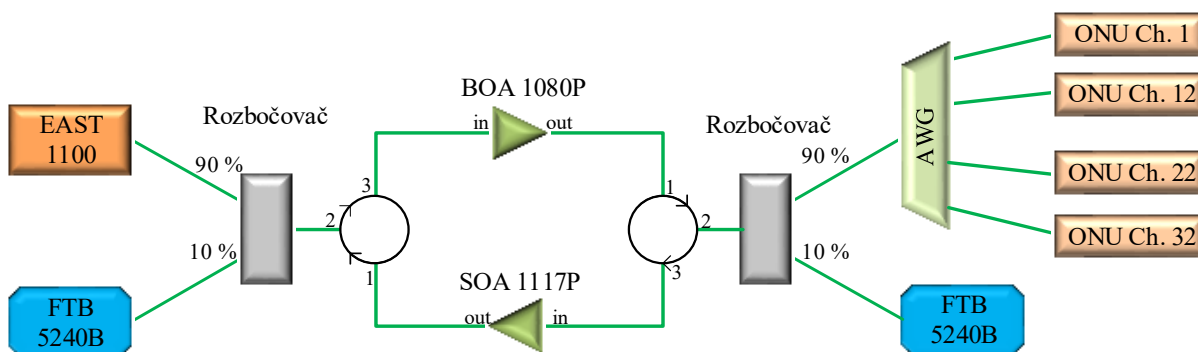 EAST
1100
90 %
Rozbočovač
10 %
FTB
5240B
2
3
1
BOA 1080P
in
out
SOA 1117P
out
in
1
2
3
Rozbočovač
90 %
10 %
AWG
FTB
5240B
ONU Ch. 1
ONU Ch. 12
ONU Ch. 22
ONU Ch. 32